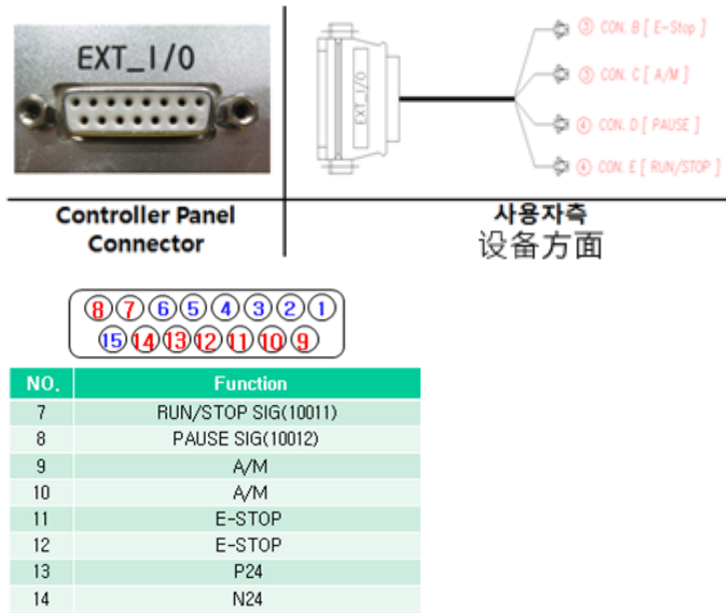 EXT_I/O
EXT_I/O
③ CON. B [ E-Stop ]
③ CON. C [ A/M ]
④ CON. D [ PAUSE ]
④ CON. E [ RUN/STOP ]
Controller Panel
Connector
사용자측
设备方面
8 7 6 5 4 3 2 1
15 14 13 12 11 10 9
NO. Function
7 RUN/STOP SIG(10011)
8 PAUSE SIG(10012)
9 A/M
10 A/M
11 E-STOP
12 E-STOP
13 P24
14 N24